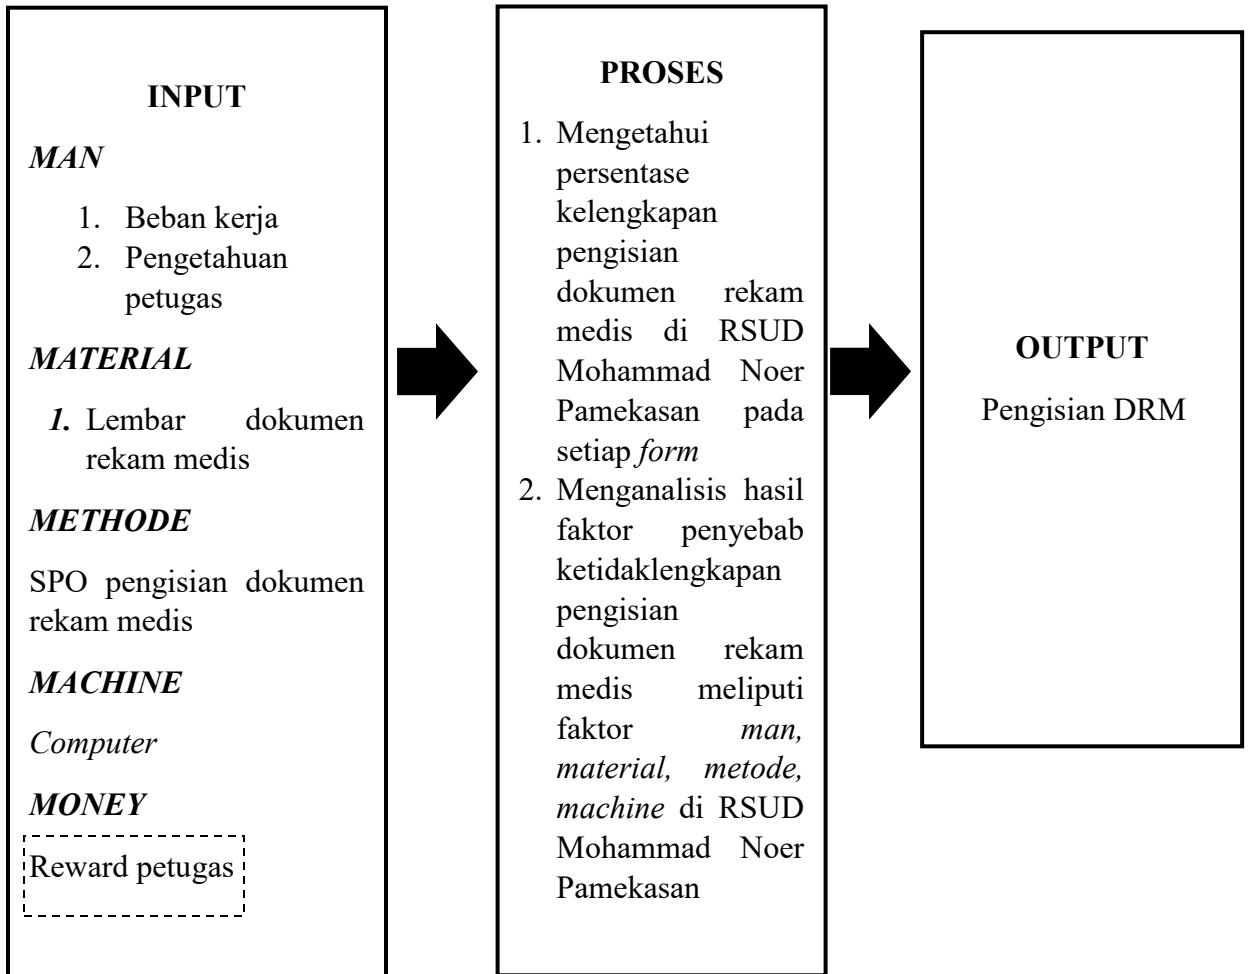 INPUT
MAN
1. Beban kerja
2. Pengetahuan
petugas
MATERIAL
1. Lembar dokumen
rekam medis
METHODE
SPO pengisian dokumen
rekam medis
MACHINE
Computer
MONEY
Reward petugas
PROSES
1. Mengetahui
persentase
kelengkapan
pengisian
dokumen rekam
medis di RSUD
Mohammad Noer
Pamekasan pada
setiap form
2. Menganalisis hasil
faktor penyebab
ketidaklengkapan
pengisian
dokumen rekam
medis meliputi
faktor man,
material, metode,
machine di RSUD
Mohammad Noer
Pamekasan
OUTPUT
Pengisian DRM